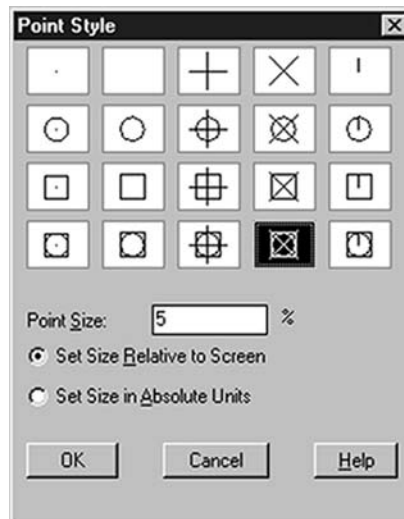 Point Style
Point Size: 5 %
Set Size Relative to Screen
Set Size in Absolute Units
OK Cancel Help